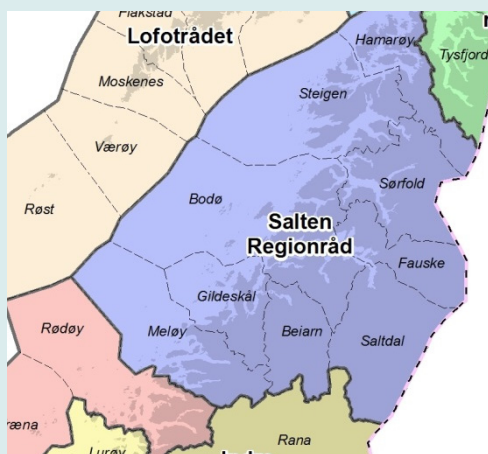 Flakstad
Lofotrådet
Hamarøy
Tysfjord
Moskenes
Steigen
Værøy
Sørfold
Røst
Bodø
Salten
Regionråd
Fauske
Gildeskål
Rødøy
Meløy
Beiarn
Saltdal
ræna
Lurøy
Rana